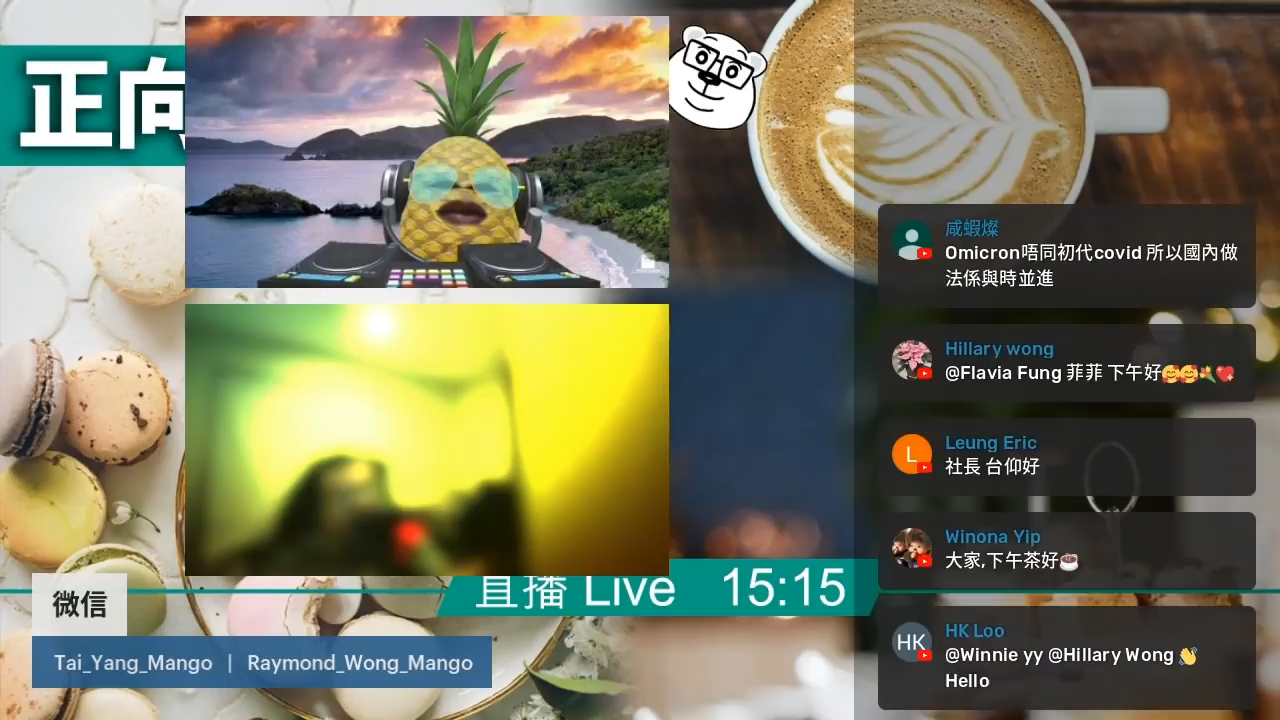 正向
咸蝦燦
Omicron唔同初代covid 所以國內做
法係與時並進
Hillary wong
@Flavia Fung 菲菲 下午好🥰🥰💐💖
L
Leung Eric
社長 台仰好
Winona Yip
大家,下午茶好☕
直播 Live 15:15
微信
HK
HK Loo
@Winnie yy @Hillary Wong 👋
Hello
Tai_Yang_Mango | Raymond_Wong_Mango